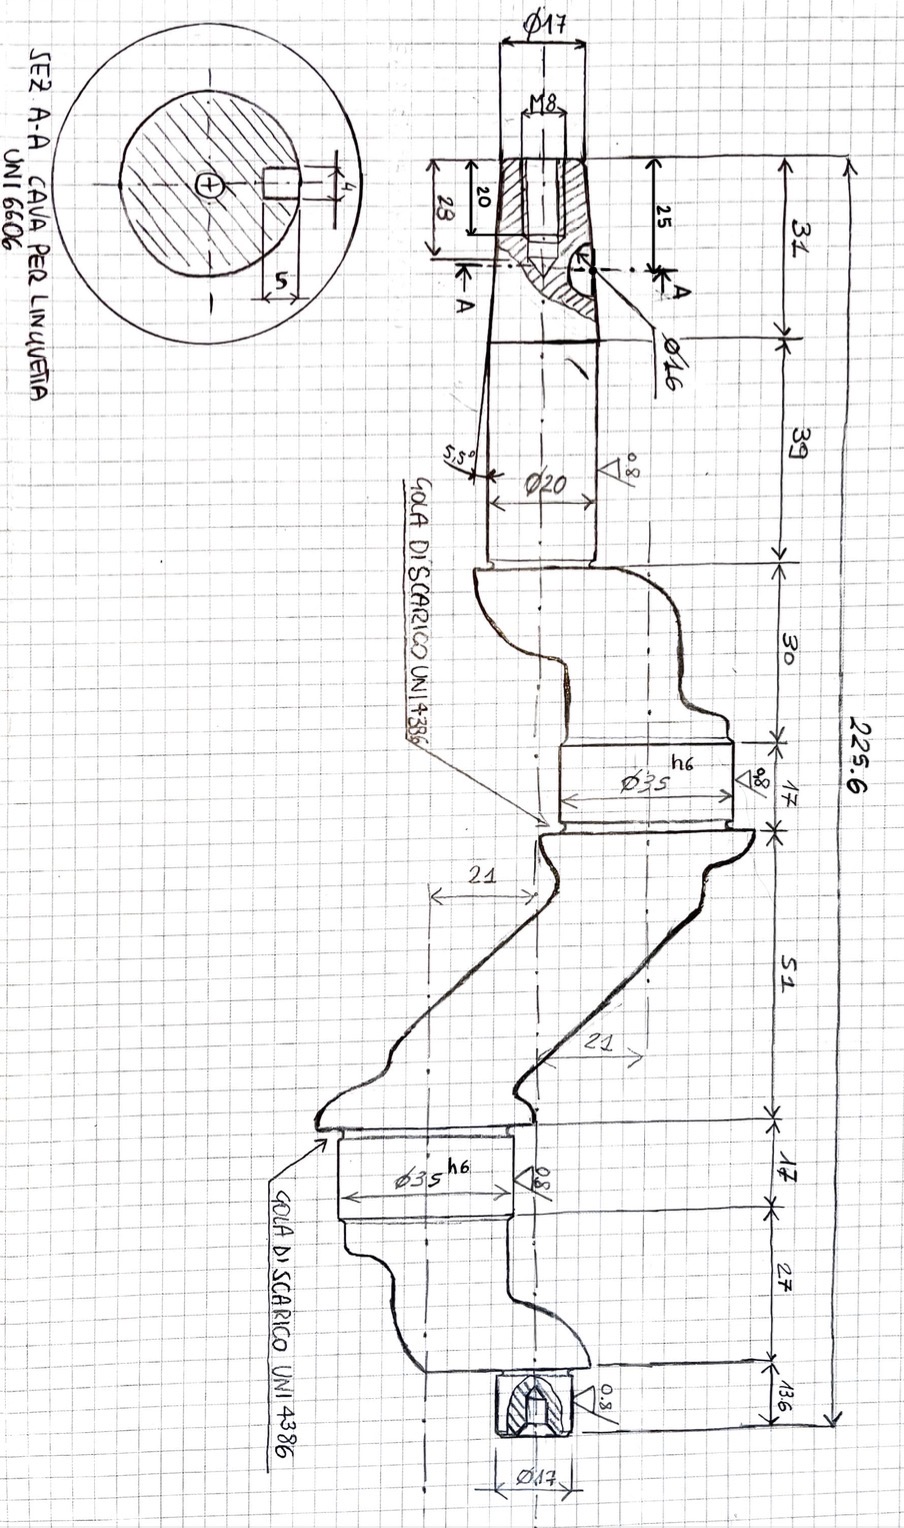 Ø17
M8
20
28
25
31
A
A
Ø16
39
5,5°
Ø20
0.8
30
225.6
GOLA DI SCARICO UNI 4386
Ø35 h6
0.8
17
21
51
21
17
Ø35 h6
0.8
27
GOLA DI SCARICO UNI 4386
13.6
0.8
Ø17
4
5
SEZ A-A CAVA PER LINGUETTA
UNI 6606